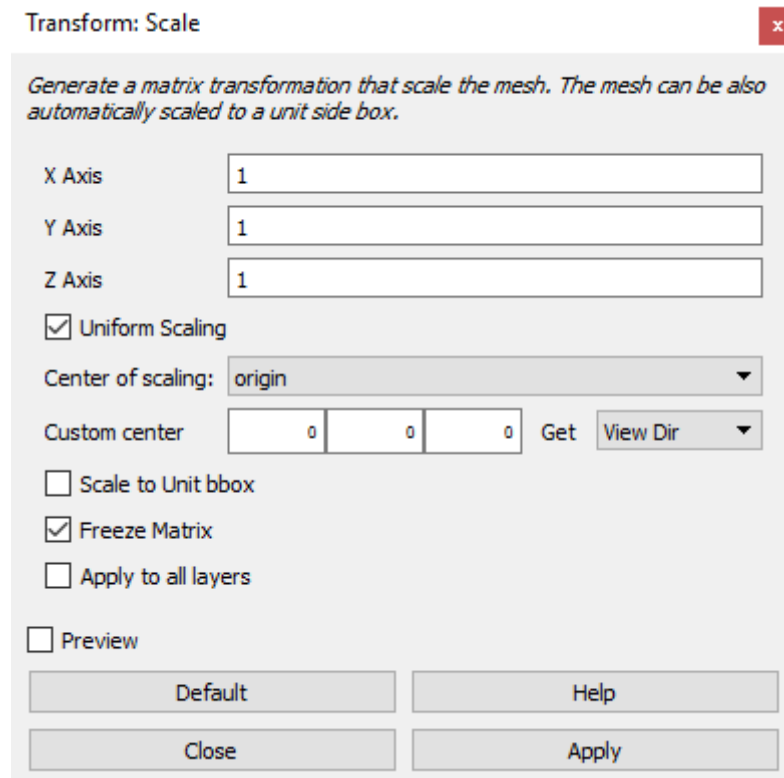 Transform: Scale
x
Generate a matrix transformation that scale the mesh. The mesh can be also
automatically scaled to a unit side box.
X Axis 1
Y Axis 1
Z Axis 1
Uniform Scaling
Center of scaling: origin
Custom center 0 0 0 Get View Dir
Scale to Unit bbox
Freeze Matrix
Apply to all layers
Preview
Default Help
Close Apply